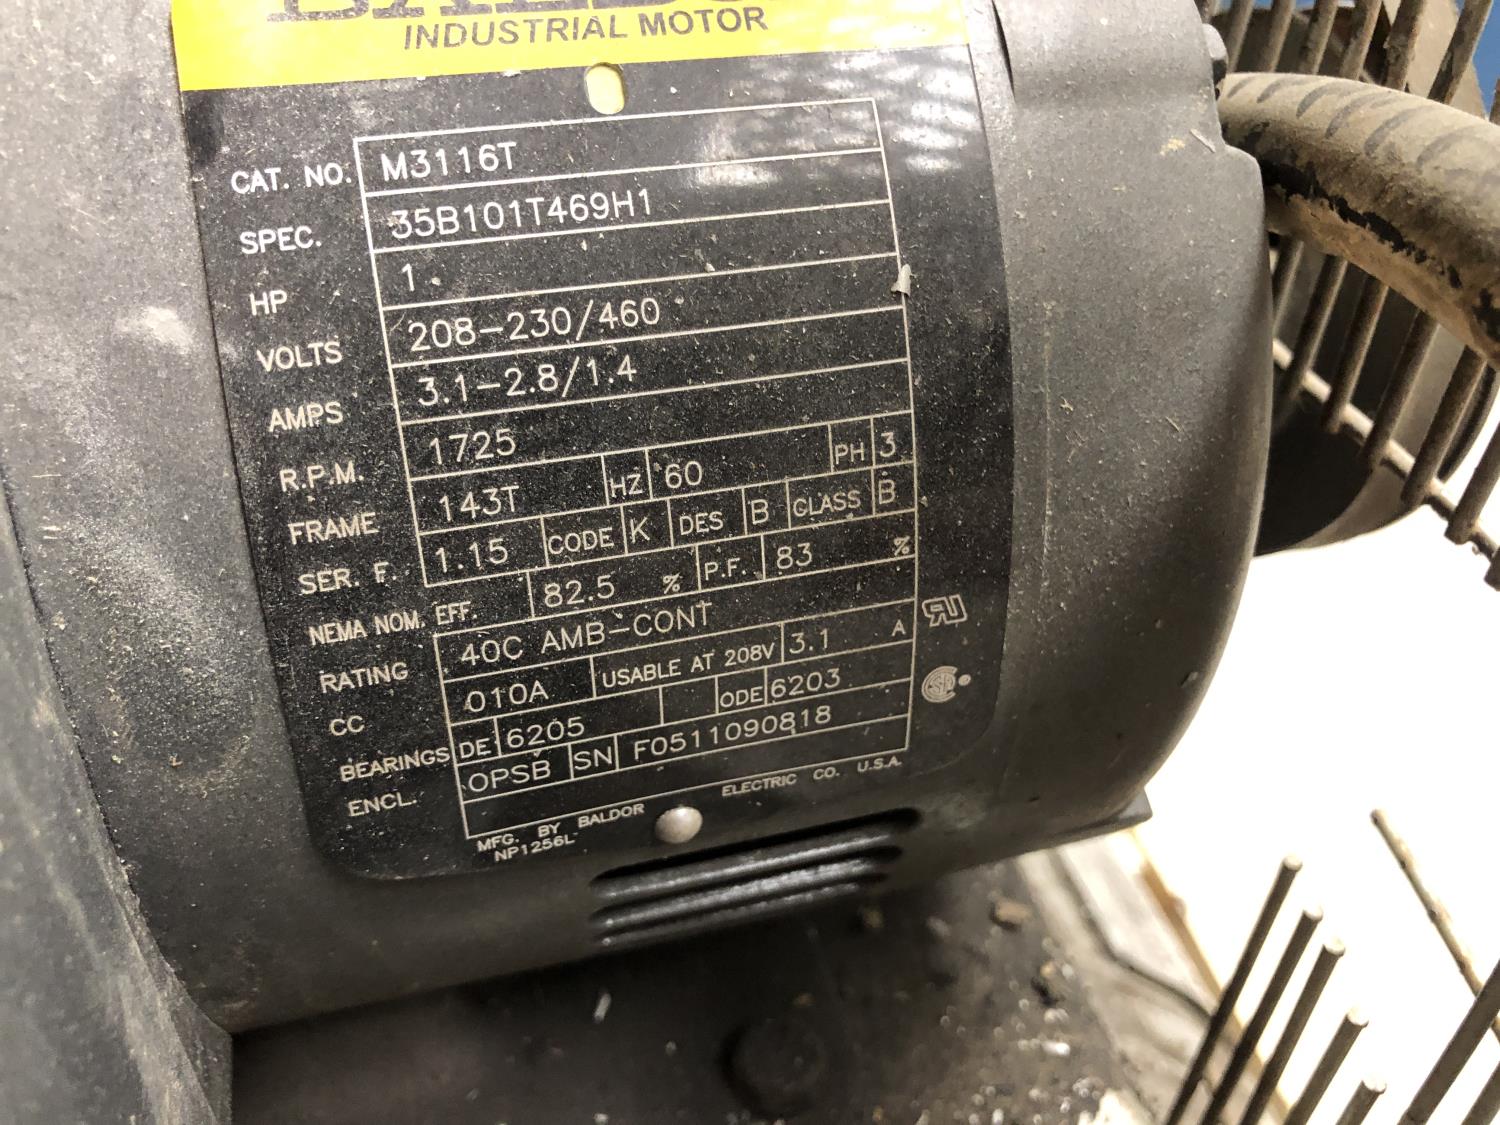 BALDOR
INDUSTRIAL MOTOR
CAT. NO. M3116T
SPEC. 35B101T469H1
HP 1
VOLTS 208-230/460
AMPS 3.1-2.8/1.4
R.P.M. 1725
FRAME 143T HZ 60 PH 3
SER. F. 1.15 CODE K DES B CLASS B
NEMA NOM. EFF. 82.5 % P.F. 83 %
RATING 40C AMB-CONT
CC 010A USABLE AT 208V 3.1 A
BEARINGS DE 6205 ODE 6203
ENCL. OPSB SN F0511090818
MFG. BY BALDOR ELECTRIC CO. U.S.A.
NP1256L